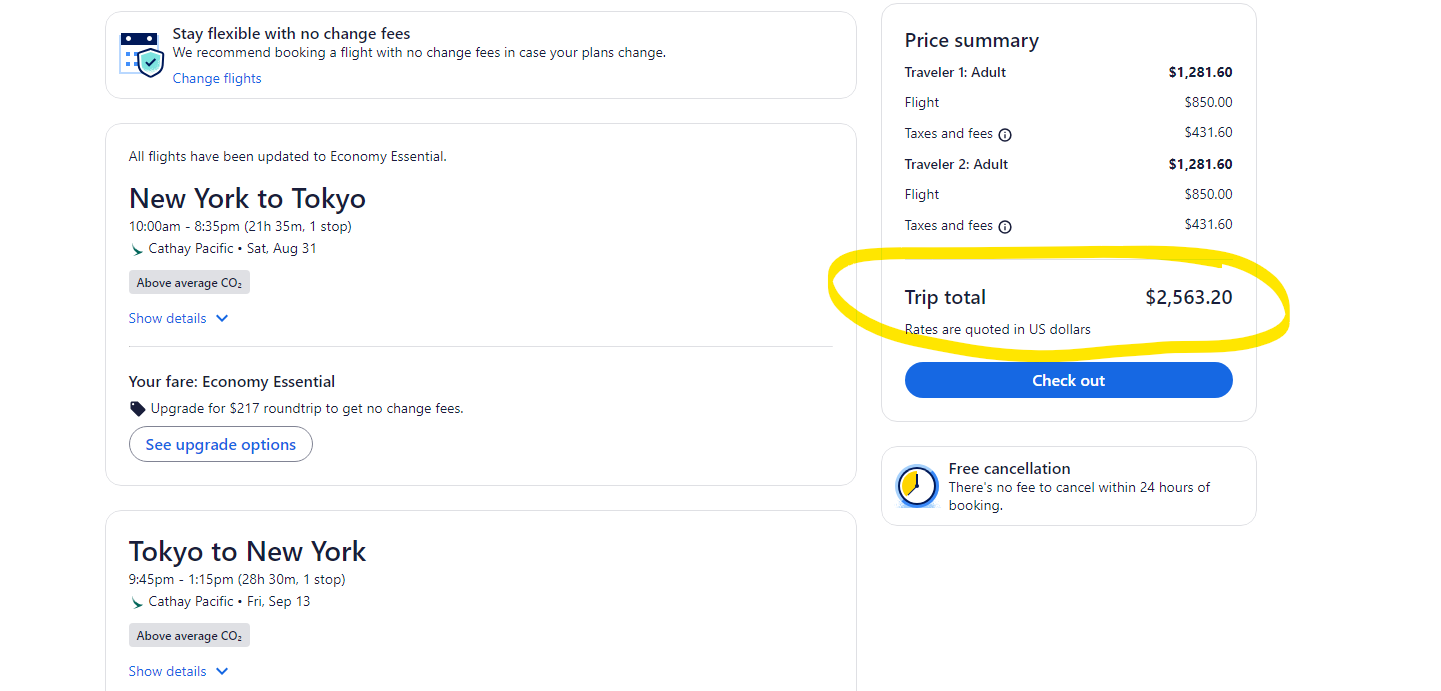 Stay flexible with no change fees
We recommend booking a flight with no change fees in case your plans change.
Change flights
All flights have been updated to Economy Essential.
New York to Tokyo
10:00am - 8:35pm (21h 35m, 1 stop)
Cathay Pacific • Sat, Aug 31
Above average CO₂
Show details
Your fare: Economy Essential
Upgrade for $217 roundtrip to get no change fees.
See upgrade options
Tokyo to New York
9:45pm - 1:15pm (28h 30m, 1 stop)
Cathay Pacific • Fri, Sep 13
Above average CO₂
Show details
Price summary
Traveler 1: Adult $1,281.60
Flight $850.00
Taxes and fees $431.60
Traveler 2: Adult $1,281.60
Flight $850.00
Taxes and fees $431.60
Trip total $2,563.20
Rates are quoted in US dollars
Check out
Free cancellation
There's no fee to cancel within 24 hours of
booking.